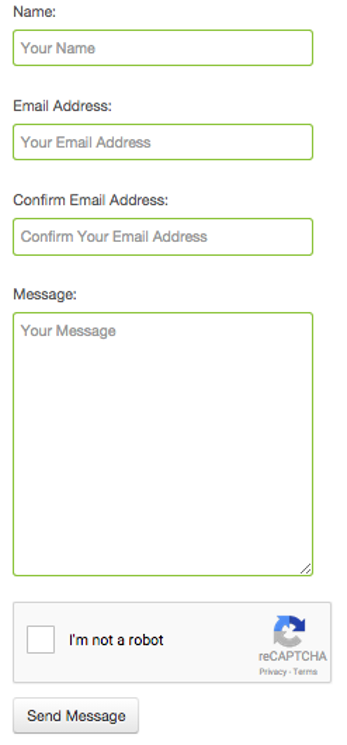 Name:
Your Name
Email Address:
Your Email Address
Confirm Email Address:
Confirm Your Email Address
Message:
Your Message
I'm not a robot
reCAPTCHA
Privacy - Terms
Send Message